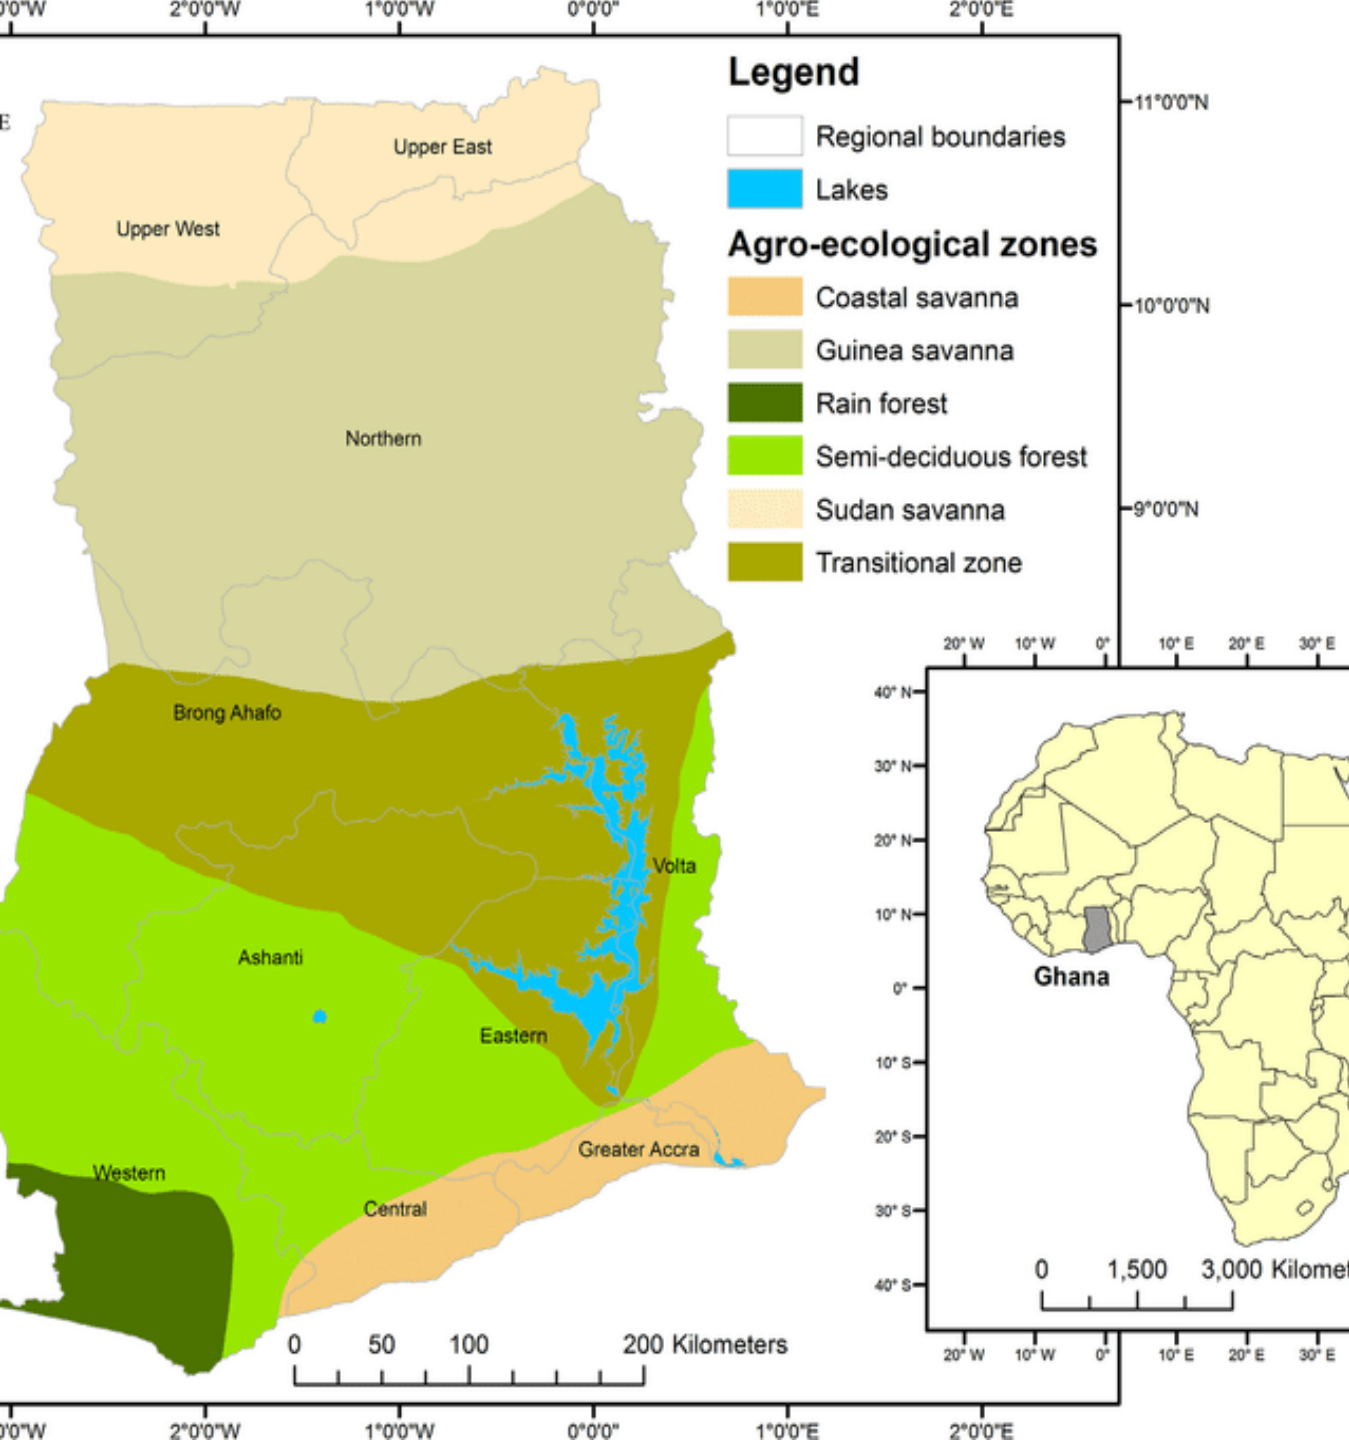 0'0"W 2°0'0"W 1°0'0"W 0°0'0" 1°0'0"E 2°0'0"E
E
Upper East
Upper West
Northern
Brong Ahafo
Volta
Ashanti
Eastern
Western
Greater Accra
Central
Legend
Regional boundaries
Lakes
Agro-ecological zones
Coastal savanna
Guinea savanna
Rain forest
Semi-deciduous forest
Sudan savanna
Transitional zone
11°0'0"N
10°0'0"N
9°0'0"N
0 50 100 200 Kilometers
0'0"W 2°0'0"W 1°0'0"W 0°0'0" 1°0'0"E 2°0'0"E
20° W 10° W 0° 10° E 20° E 30° E
40° N
30° N
20° N
10° N
0°
10° S
20° S
30° S
40° S
Ghana
0 1,500 3,000 Kilomet
20° W 10° W 0° 10° E 20° E 30° E